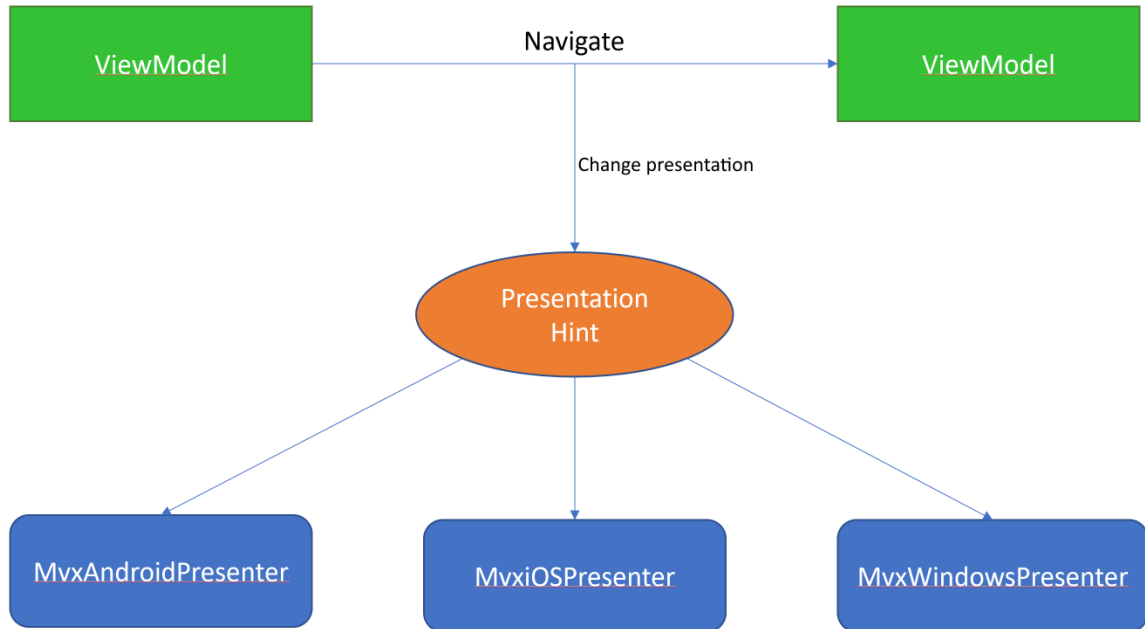 Navigate
ViewModel
ViewModel
Change presentation
Presentation
Hint
MvxAndroidPresenter
MvxiOSPresenter
MvxWindowsPresenter